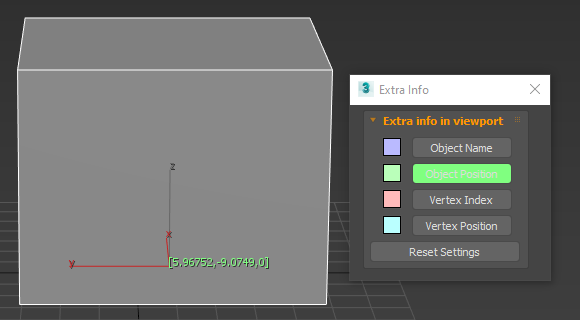 3 Extra Info
Extra info in viewport
Object Name
Object Position
Vertex Index
Vertex Position
Reset Settings
z
x
y
[5.96752,-9.0749,0]